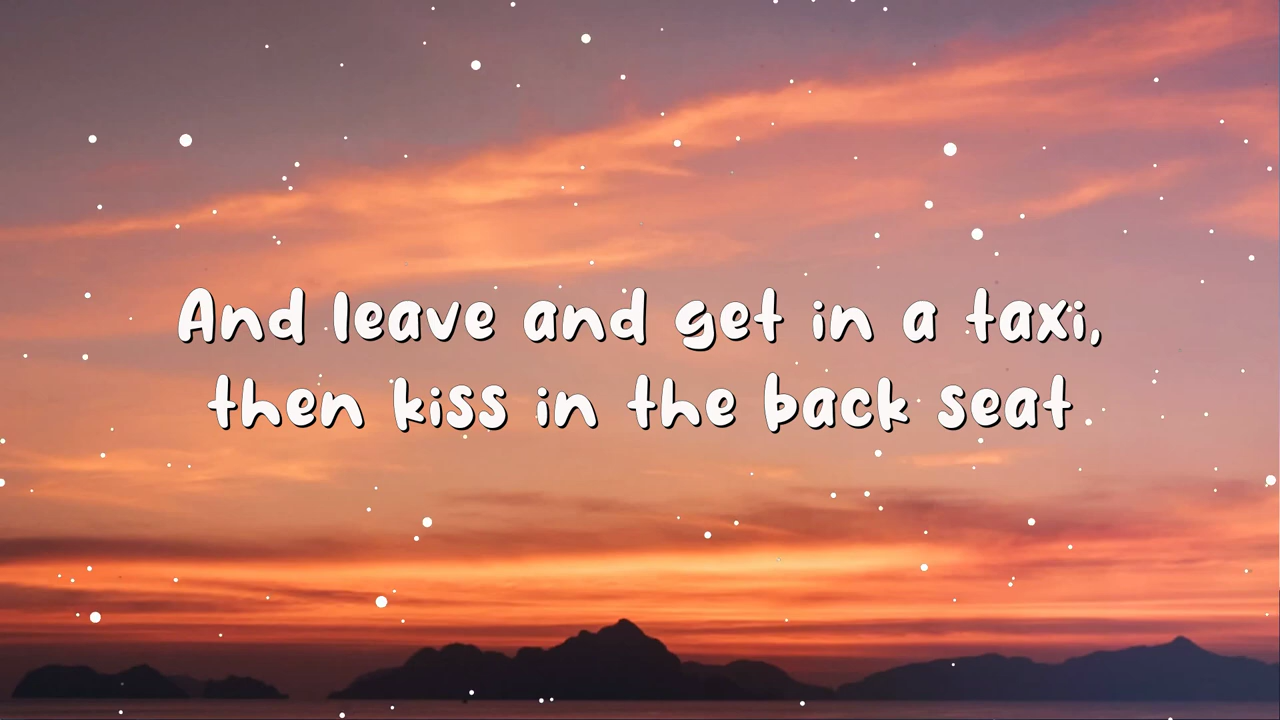 And leave and get in a taxi,
then kiss in the back seat